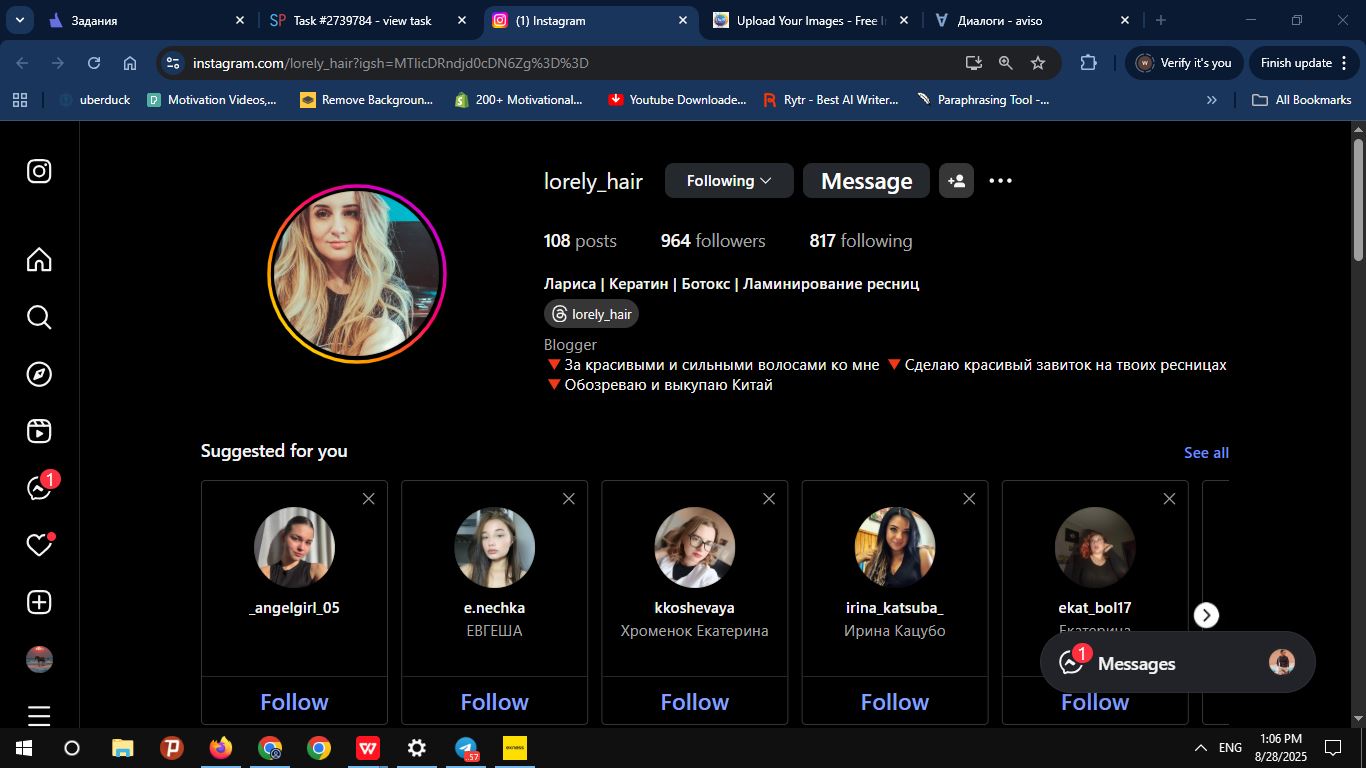 Задания
Task #2739784 - view task
(1) Instagram
Upload Your Images - Free I
Диалоги - aviso
instagram.com/lorely_hair?igsh=MTlicDRndjd0cDN6Zg%3D%3D
Verify it's you
Finish update
uberduck
Motivation Videos,...
Remove Backgroun...
200+ Motivational...
Youtube Downloade...
Rytr - Best AI Writer...
Paraphrasing Tool -...
All Bookmarks
lorely_hair
Following
Message
108 posts
964 followers
817 following
Лариса | Кератин | Ботокс | Ламинирование ресниц
lorely_hair
Blogger
🔻За красивыми и сильными волосами ко мне 🔻Сделаю красивый завиток на твоих ресницах
🔻Обозреваю и выкупаю Китай
Suggested for you
See all
_angelgirl_05
e.nechka
ЕВГЕША
kkoshevaya
Хроменок Екатерина
irina_katsuba_
Ирина Кацубо
ekat_bol17
Екатерина
Follow
Follow
Follow
Follow
Follow
1
1
Messages
exness
57
ENG
1:06 PM
8/28/2025